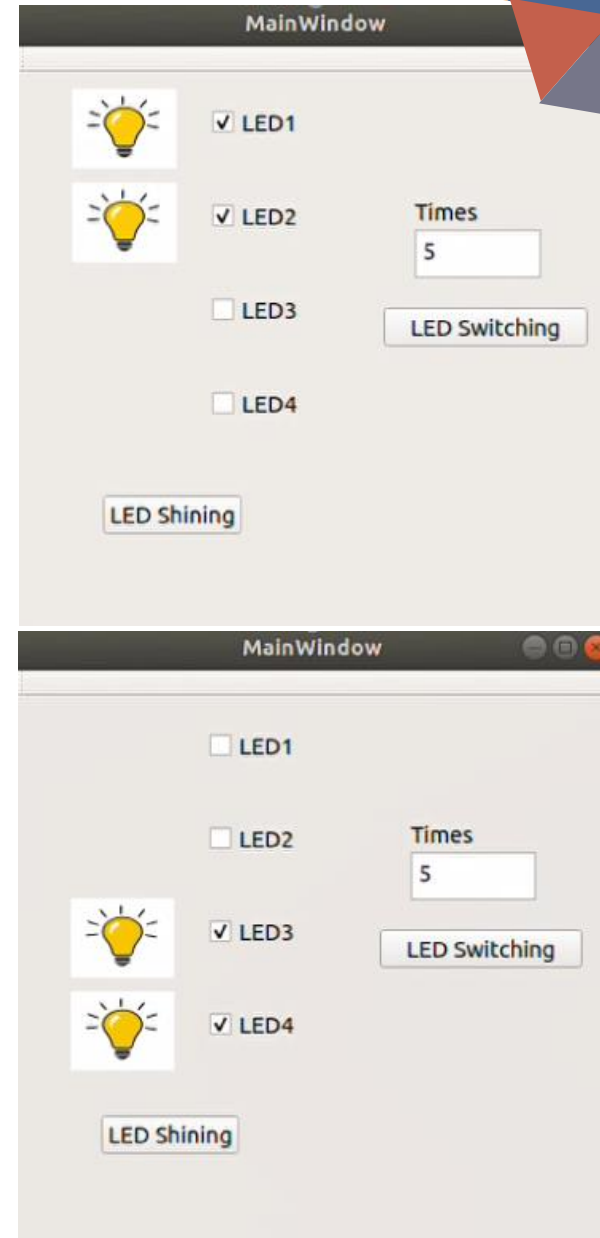 MainWindow
LED1
LED2
Times
5
LED3
LED Switching
LED4
LED Shining
MainWindow
LED1
LED2
Times
5
LED3
LED Switching
LED4
LED Shining